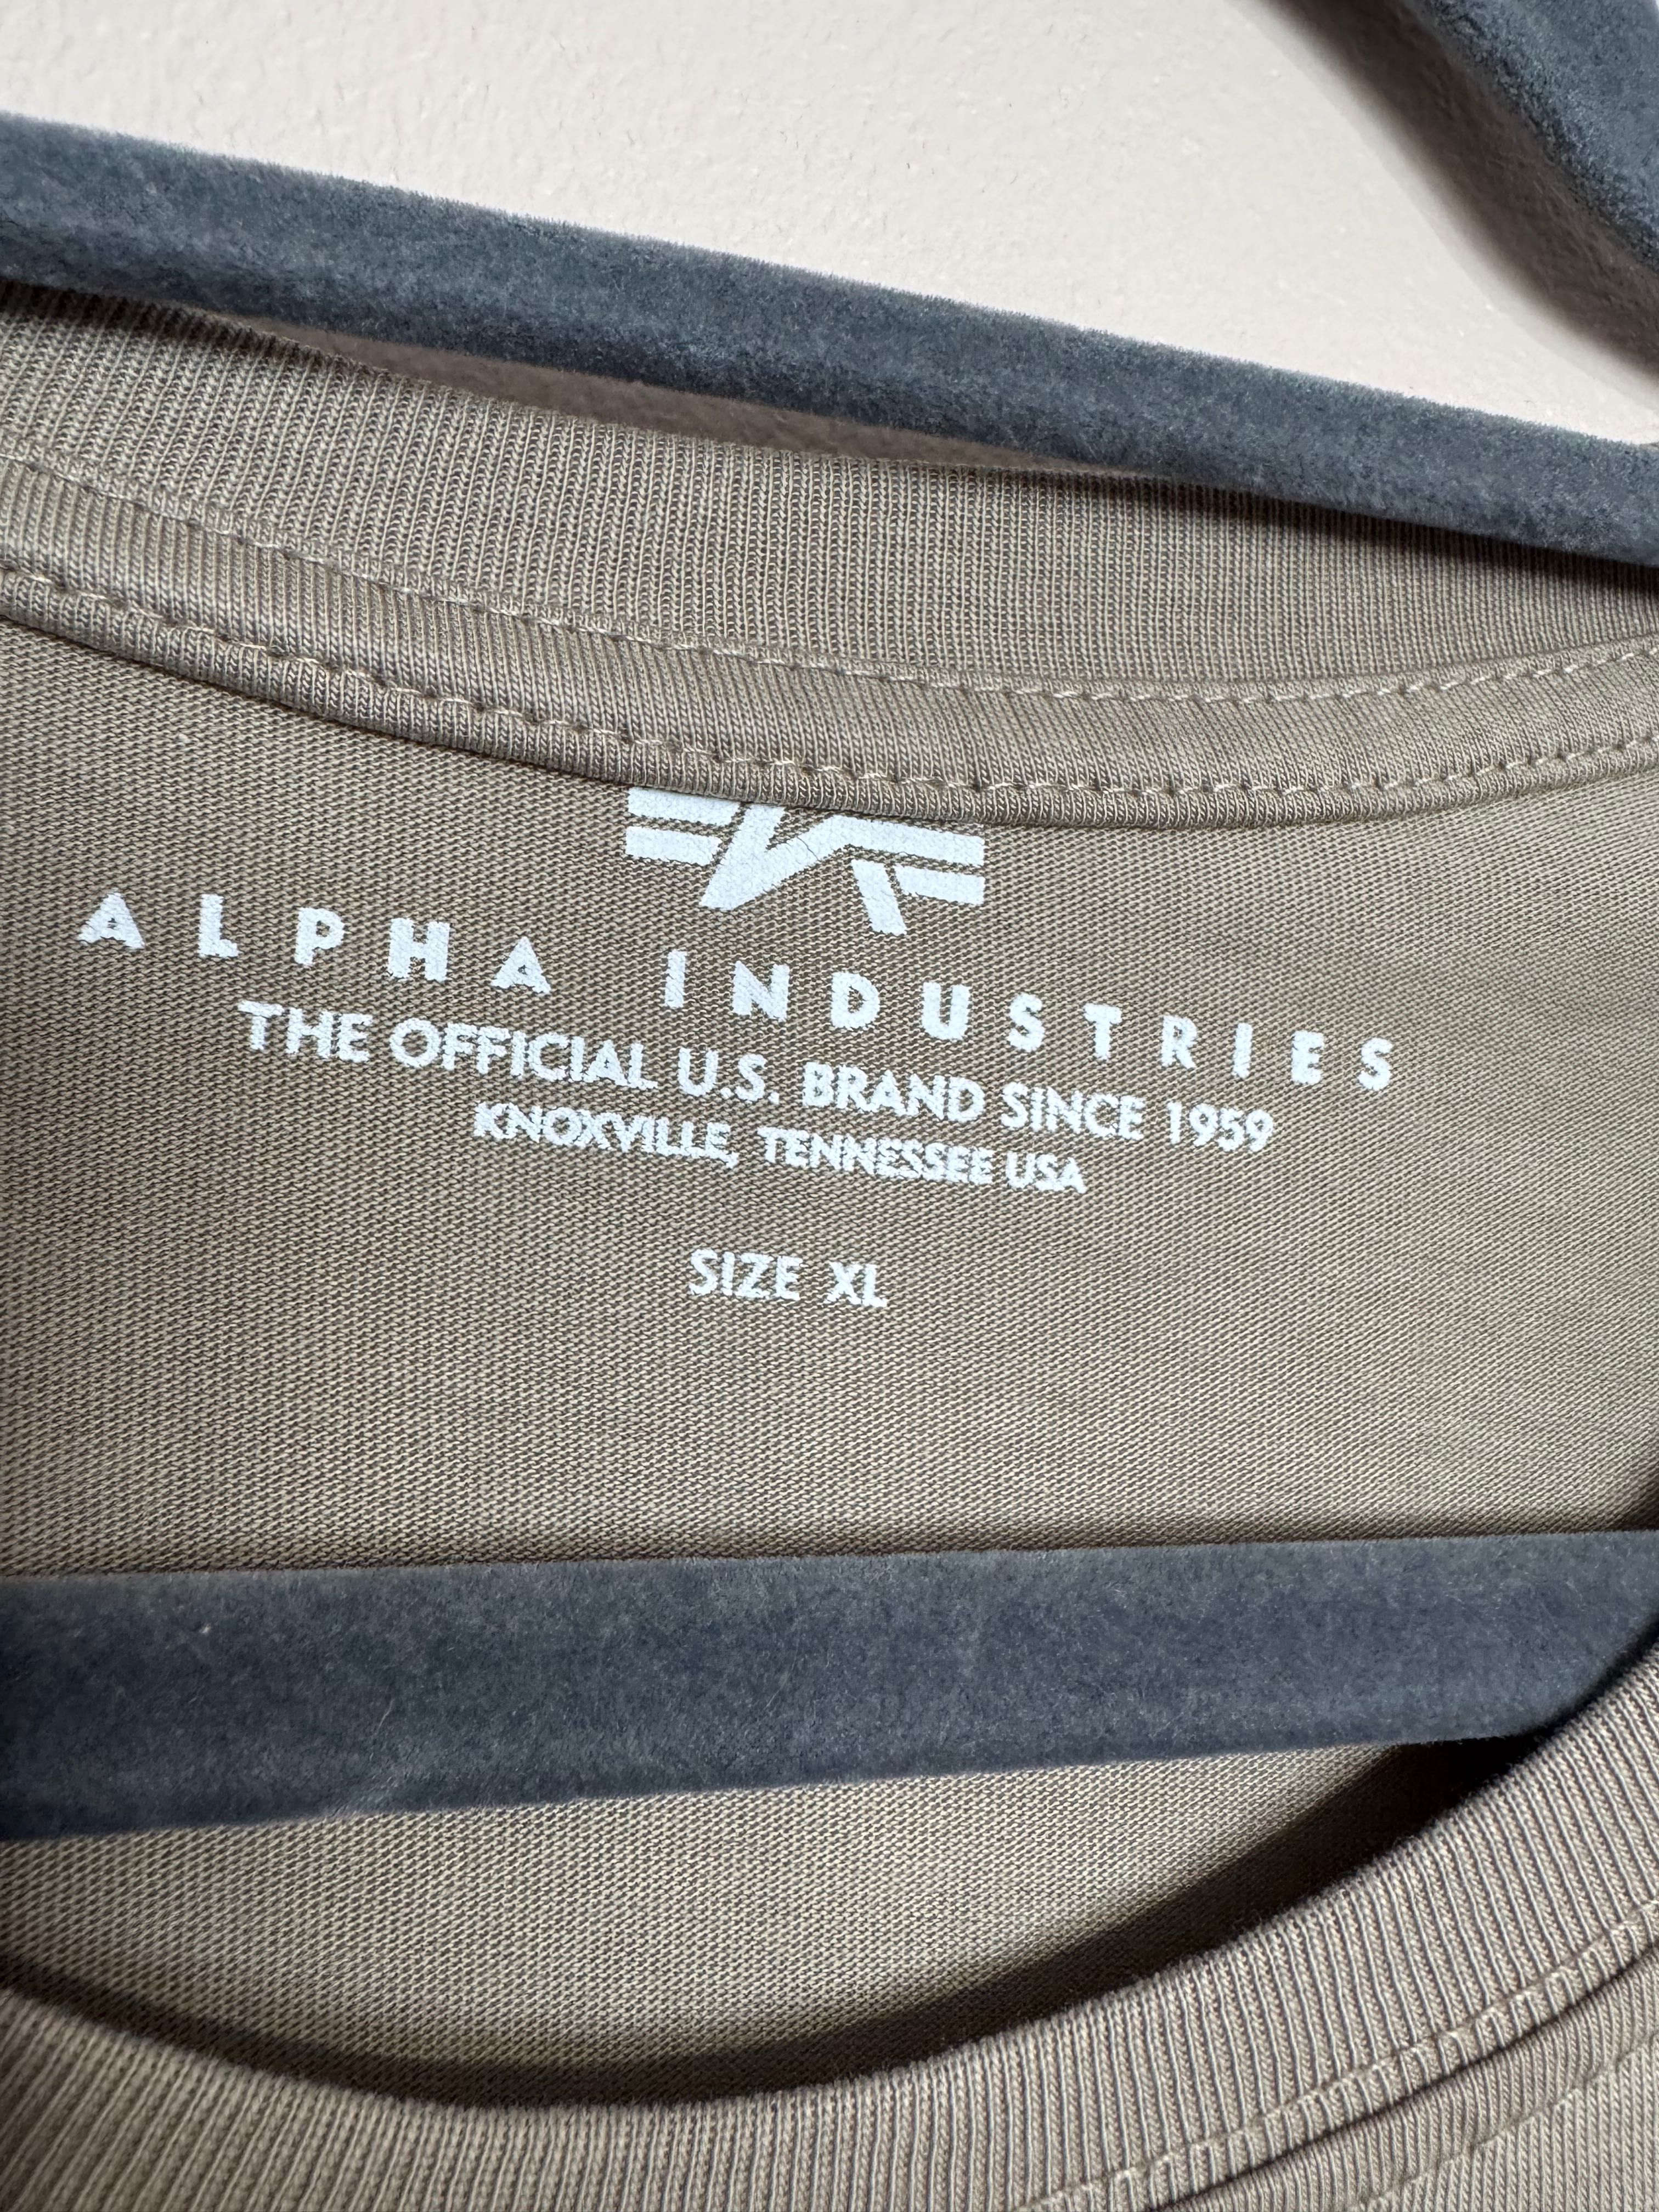 ALPHA INDUSTRIES
THE OFFICIAL U.S. BRAND SINCE 1959
KNOXVILLE, TENNESSEE USA
SIZE XL